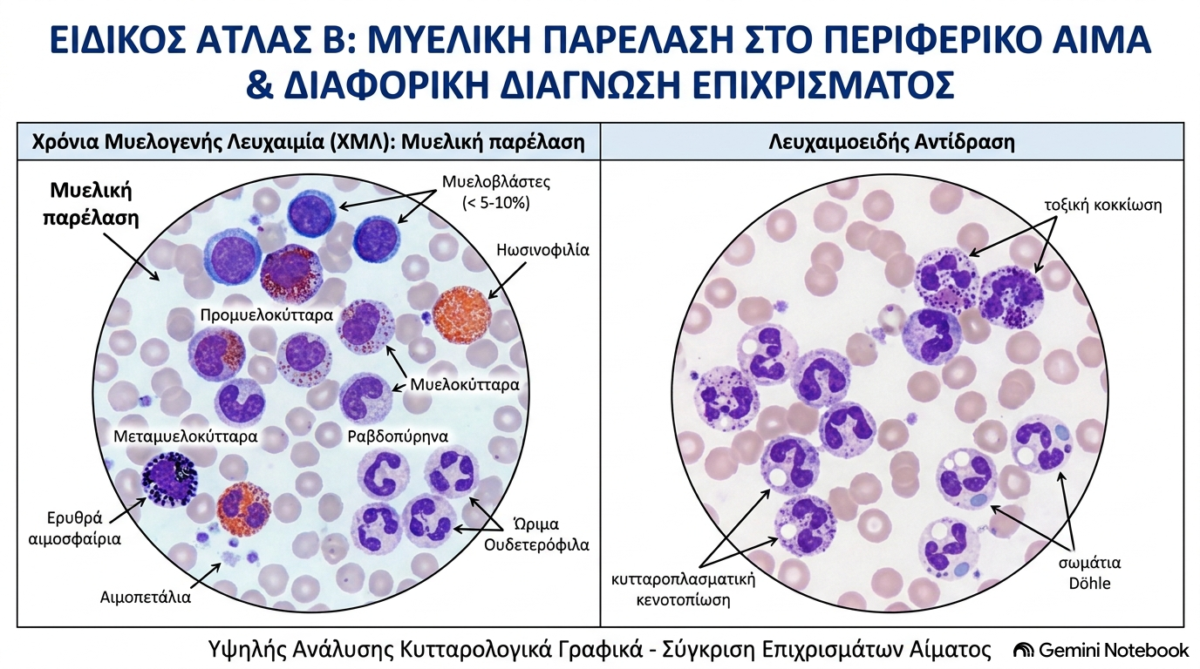 ΕΙΔΙΚΟΣ ΑΤΛΑΣ Β: ΜΥΕΛΙΚΗ ΠΑΡΕΛΑΣΗ ΣΤΟ ΠΕΡΙΦΕΡΙΚΟ ΑΙΜΑ
& ΔΙΑΦΟΡΙΚΗ ΔΙΑΓΝΩΣΗ ΕΠΙΧΡΙΣΜΑΤΟΣ
Χρόνια Μυελογενής Λευχαιμία (ΧΜΛ): Μυελική παρέλαση
Μυελική
παρέλαση
Μυελοβλάστες
(< 5-10%)
Ηωσινοφιλία
Προμυελοκύτταρα
Μυελοκύτταρα
Μεταμυελοκύτταρα
Ραβδοπύρηνα
Ερυθρά
αιμοσφαίρια
Ώριμα
Ουδετερόφιλα
Αιμοπετάλια
Λευχαιμοειδής Αντίδραση
τοξική κοκκίωση
κυτταροπλασματική
κενοτοπίωση
σωμάτια
Döhle
Υψηλής Ανάλυσης Κυτταρολογικά Γραφικά - Σύγκριση Επιχρισμάτων Αίματος
Gemini Notebook